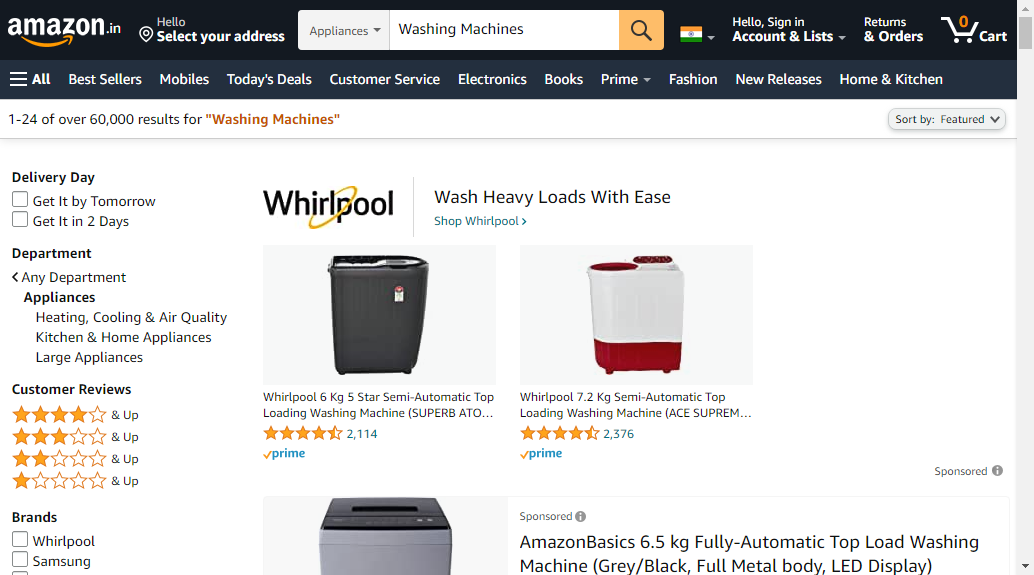 amazon.in
Hello
Select your address
Appliances
Washing Machines
Hello, Sign in
Account & Lists
Returns
& Orders
0
Cart
All
Best Sellers
Mobiles
Today's Deals
Customer Service
Electronics
Books
Prime
Fashion
New Releases
Home & Kitchen
1-24 of over 60,000 results for "Washing Machines"
Sort by: Featured
Delivery Day
Get It by Tomorrow
Get It in 2 Days
Department
Any Department
Appliances
Heating, Cooling & Air Quality
Kitchen & Home Appliances
Large Appliances
Customer Reviews
& Up
& Up
& Up
& Up
Brands
Whirlpool
Samsung
Whirlpool
Wash Heavy Loads With Ease
Shop Whirlpool ›
Whirlpool 6 Kg 5 Star Semi-Automatic Top
Loading Washing Machine (SUPERB ATO…
2,114
prime
Whirlpool 7.2 Kg Semi-Automatic Top
Loading Washing Machine (ACE SUPREM…
2,376
prime
Sponsored
Sponsored
AmazonBasics 6.5 kg Fully-Automatic Top Load Washing
Machine (Grey/Black, Full Metal body, LED Display)